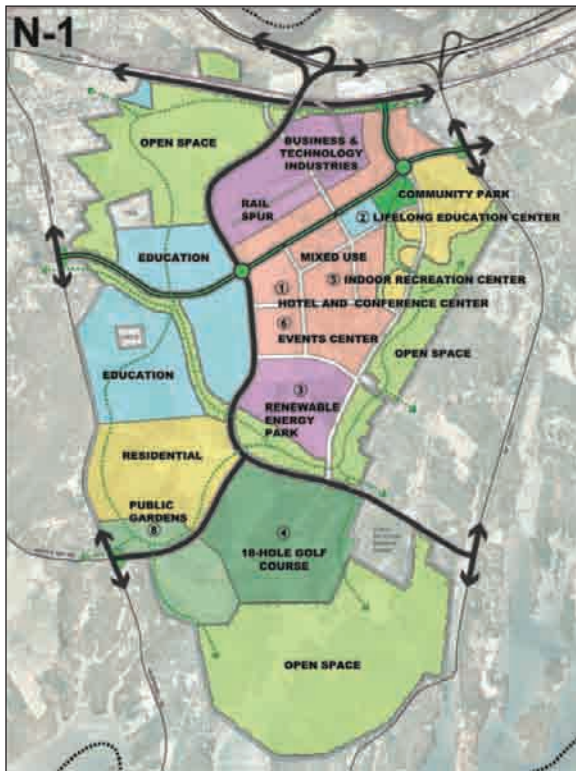 N-1
OPEN SPACE
BUSINESS &
TECHNOLOGY
INDUSTRIES
RAIL
SPUR
COMMUNITY PARK
② LIFELONG EDUCATION CENTER
EDUCATION
MIXED USE
⑤ INDOOR RECREATION CENTER
①
HOTEL AND CONFERENCE CENTER
⑥
EVENTS CENTER
OPEN SPACE
EDUCATION
③
RENEWABLE
ENERGY
PARK
RESIDENTIAL
PUBLIC
GARDENS
⑧
④
18-HOLE GOLF
COURSE
OPEN SPACE